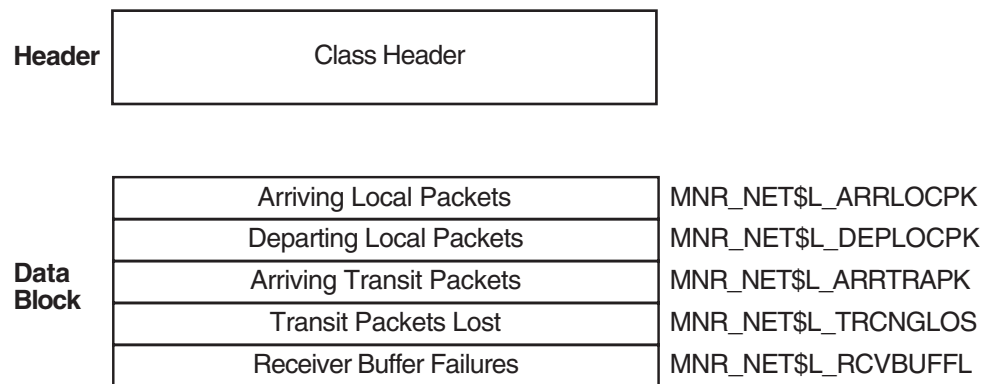 Header
Class Header
Arriving Local Packets MNR_NET$L_ARRLOCPK
Departing Local Packets MNR_NET$L_DEPLOCPK
Data
Block
Arriving Transit Packets MNR_NET$L_ARRTRAPK
Transit Packets Lost MNR_NET$L_TRCNGLOS
Receiver Buffer Failures MNR_NET$L_RCVBUFFL